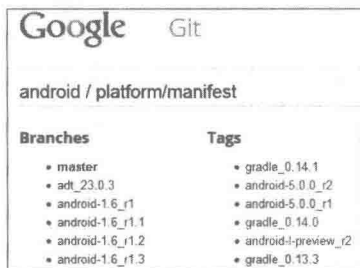 Google Git
android / platform/manifest
Branches
• master
• adt_23.0.3
• android-1.6_r1
• android-1.6_r1.1
• android-1.6_r1.2
• android-1.6_r1.3
Tags
• gradle_0.14.1
• android-5.0.0_r2
• android-5.0.0_r1
• gradle_0.14.0
• android-l-preview_r2
• gradle_0.13.3